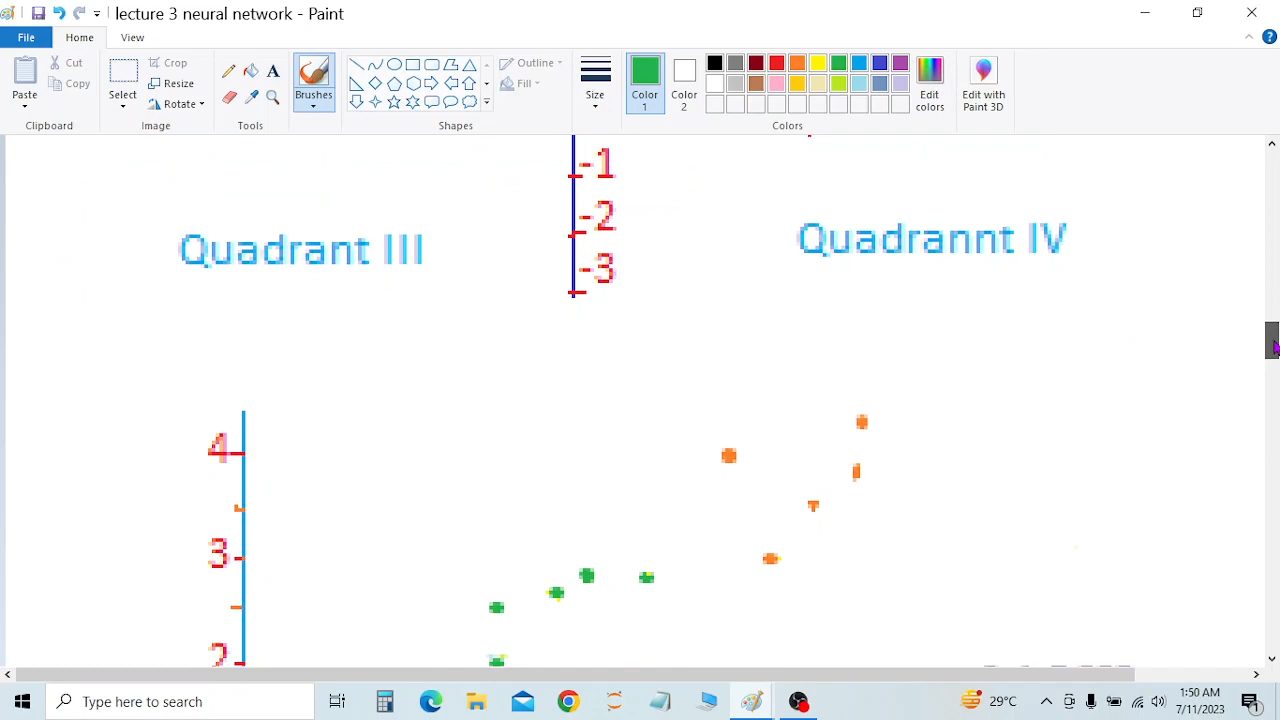 lecture 3 neural network - Paint
File Home View
Paste Cut Copy Select Crop Resize Rotate Brushes Outline Fill Size Color 1 Color 2 Edit colors Edit with Paint 3D
Clipboard Image Tools Shapes Colors
-1
-2
-3
Quadrant III
Quadrannt IV
4
3
2
Type here to search
29°C
1:50 AM
7/11/2023
1